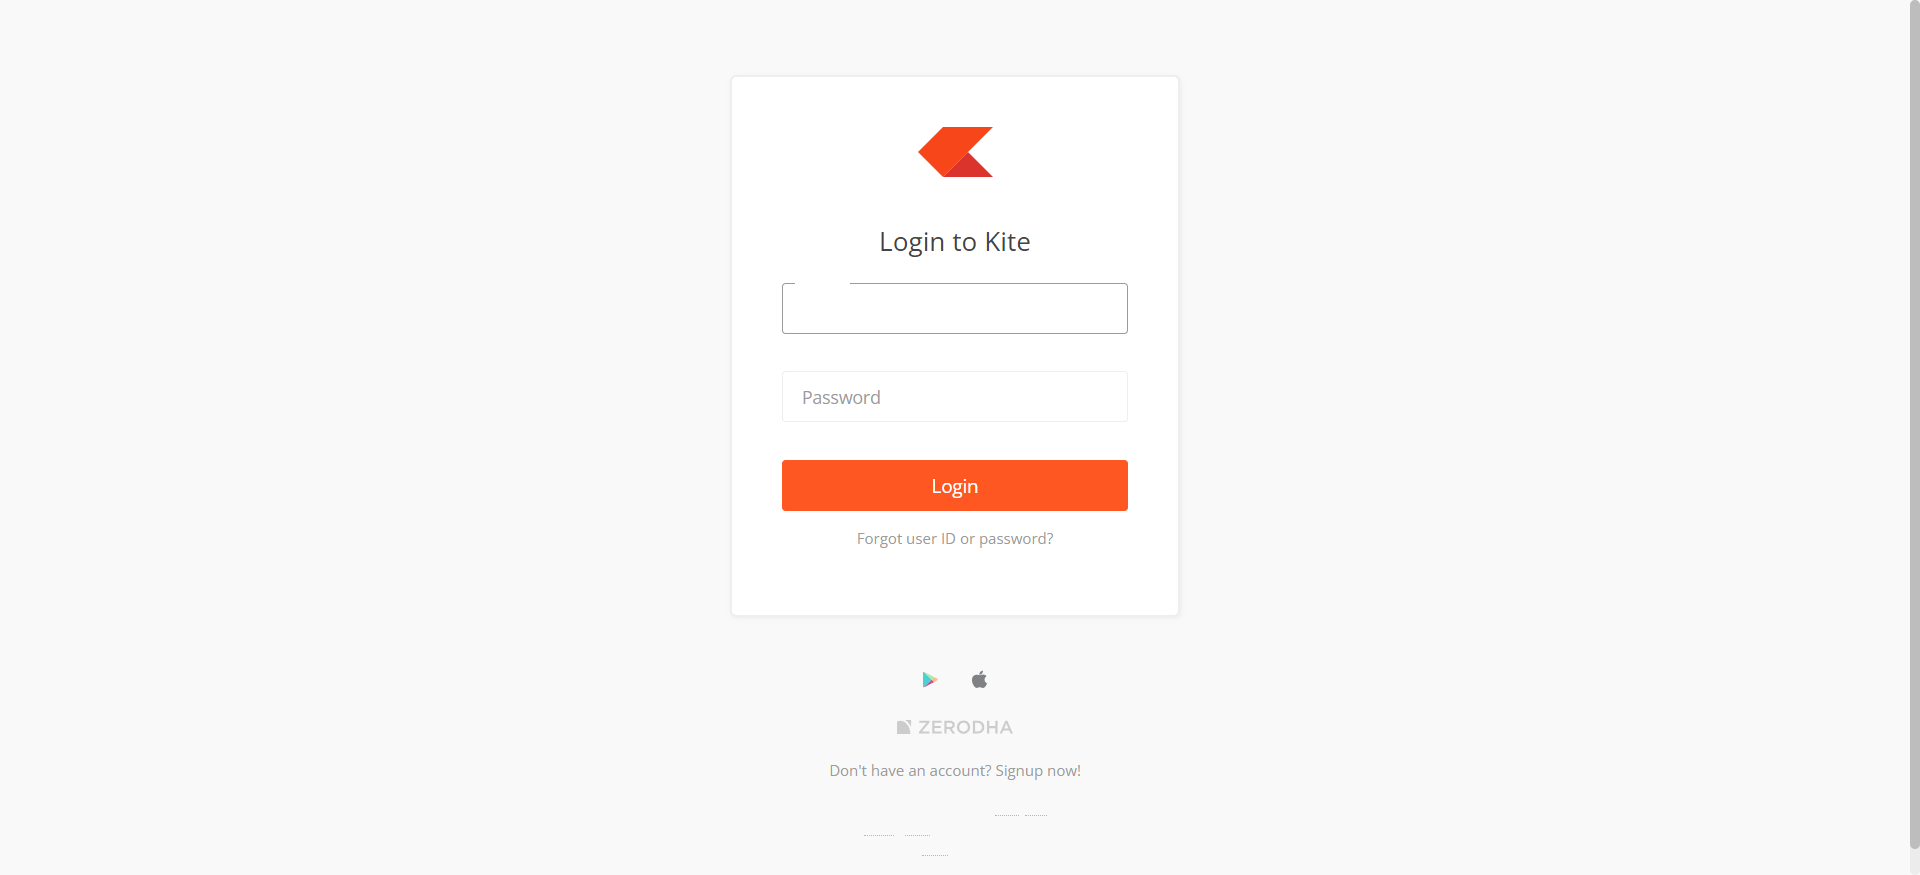 Login to Kite
Password
Login
Forgot user ID or password?
ZERODHA
Don't have an account? Signup now!